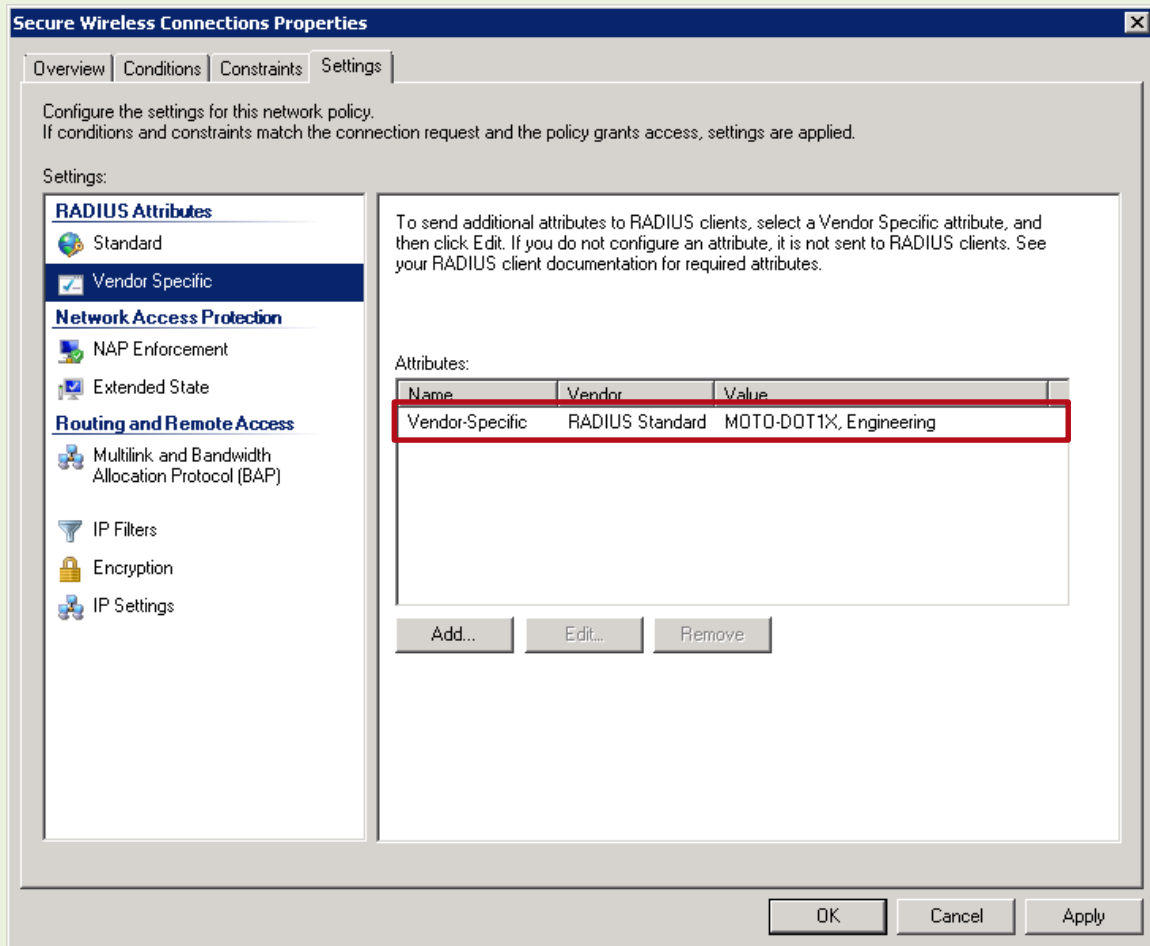 Secure Wireless Connections Properties
Overview Conditions Constraints Settings
Configure the settings for this network policy.
If conditions and constraints match the connection request and the policy grants access, settings are applied.
Settings:
RADIUS Attributes
Standard
Vendor Specific
Network Access Protection
NAP Enforcement
Extended State
Routing and Remote Access
Multilink and Bandwidth
Allocation Protocol (BAP)
IP Filters
Encryption
IP Settings
To send additional attributes to RADIUS clients, select a Vendor Specific attribute, and
then click Edit. If you do not configure an attribute, it is not sent to RADIUS clients. See
your RADIUS client documentation for required attributes.
Attributes:
Name Vendor Value
Vendor-Specific RADIUS Standard MOTO-DOT1X, Engineering
Add... Edit... Remove
OK Cancel Apply